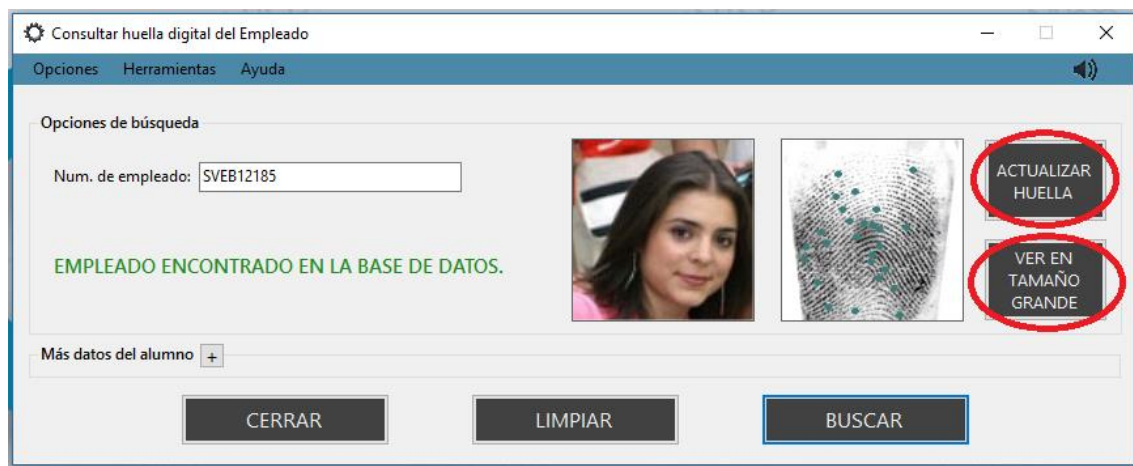 Consultar huella digital del Empleado
Opciones Herramientas Ayuda
Opciones de búsqueda
Num. de empleado: SVEB12185
EMPLEADO ENCONTRADO EN LA BASE DE DATOS.
ACTUALIZAR
HUELLA
VER EN
TAMAÑO
GRANDE
Más datos del alumno +
CERRAR LIMPIAR BUSCAR